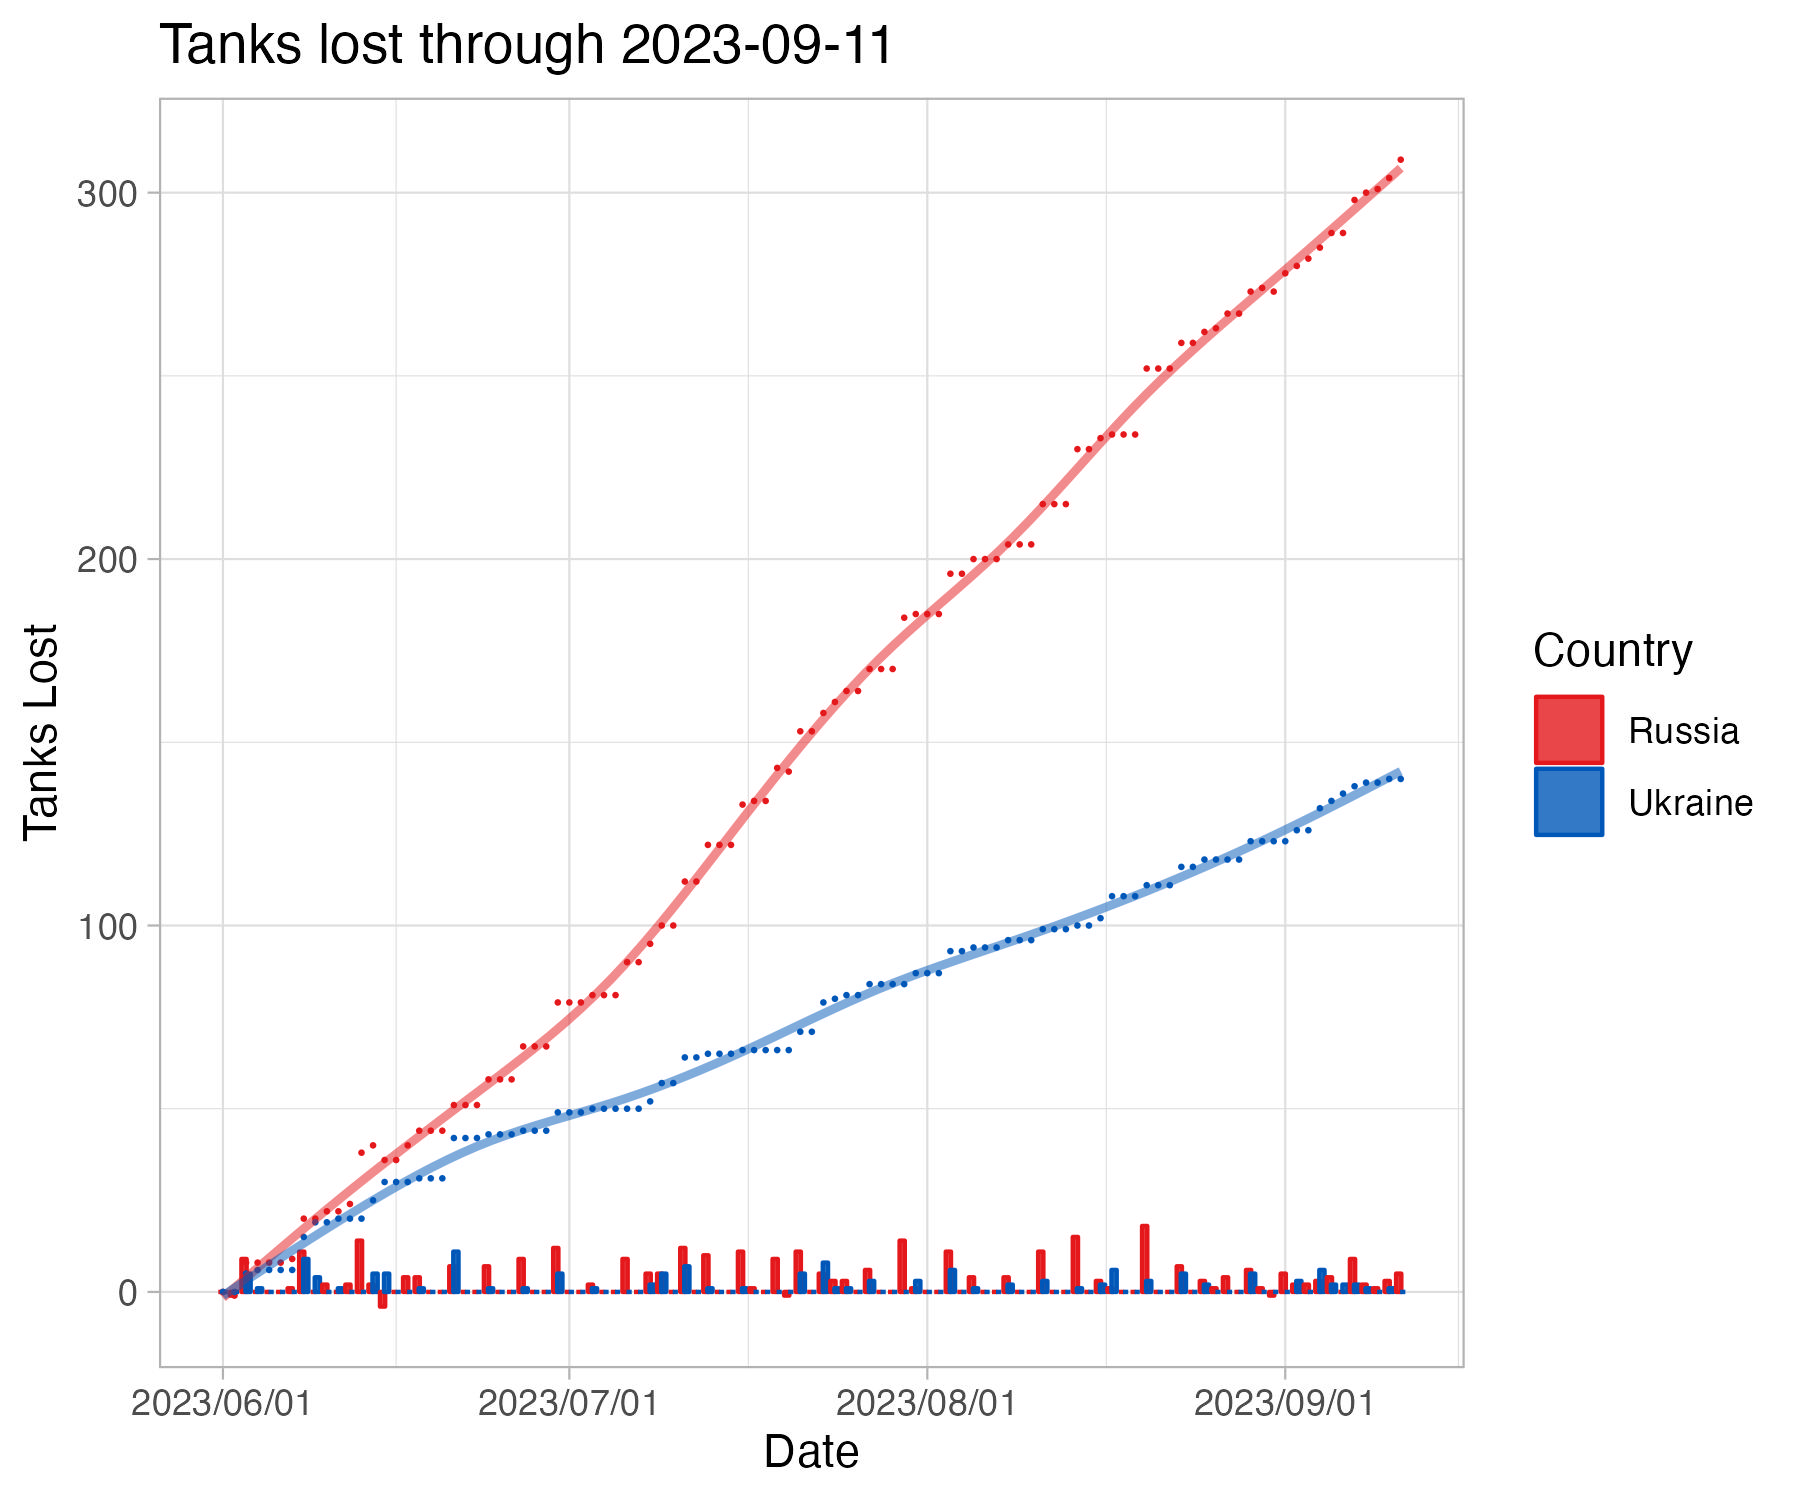 Tanks lost through 2023-09-11
Tanks Lost
300
200
100
0
2023/06/01
2023/07/01
2023/08/01
2023/09/01
Date
Country
Russia
Ukraine